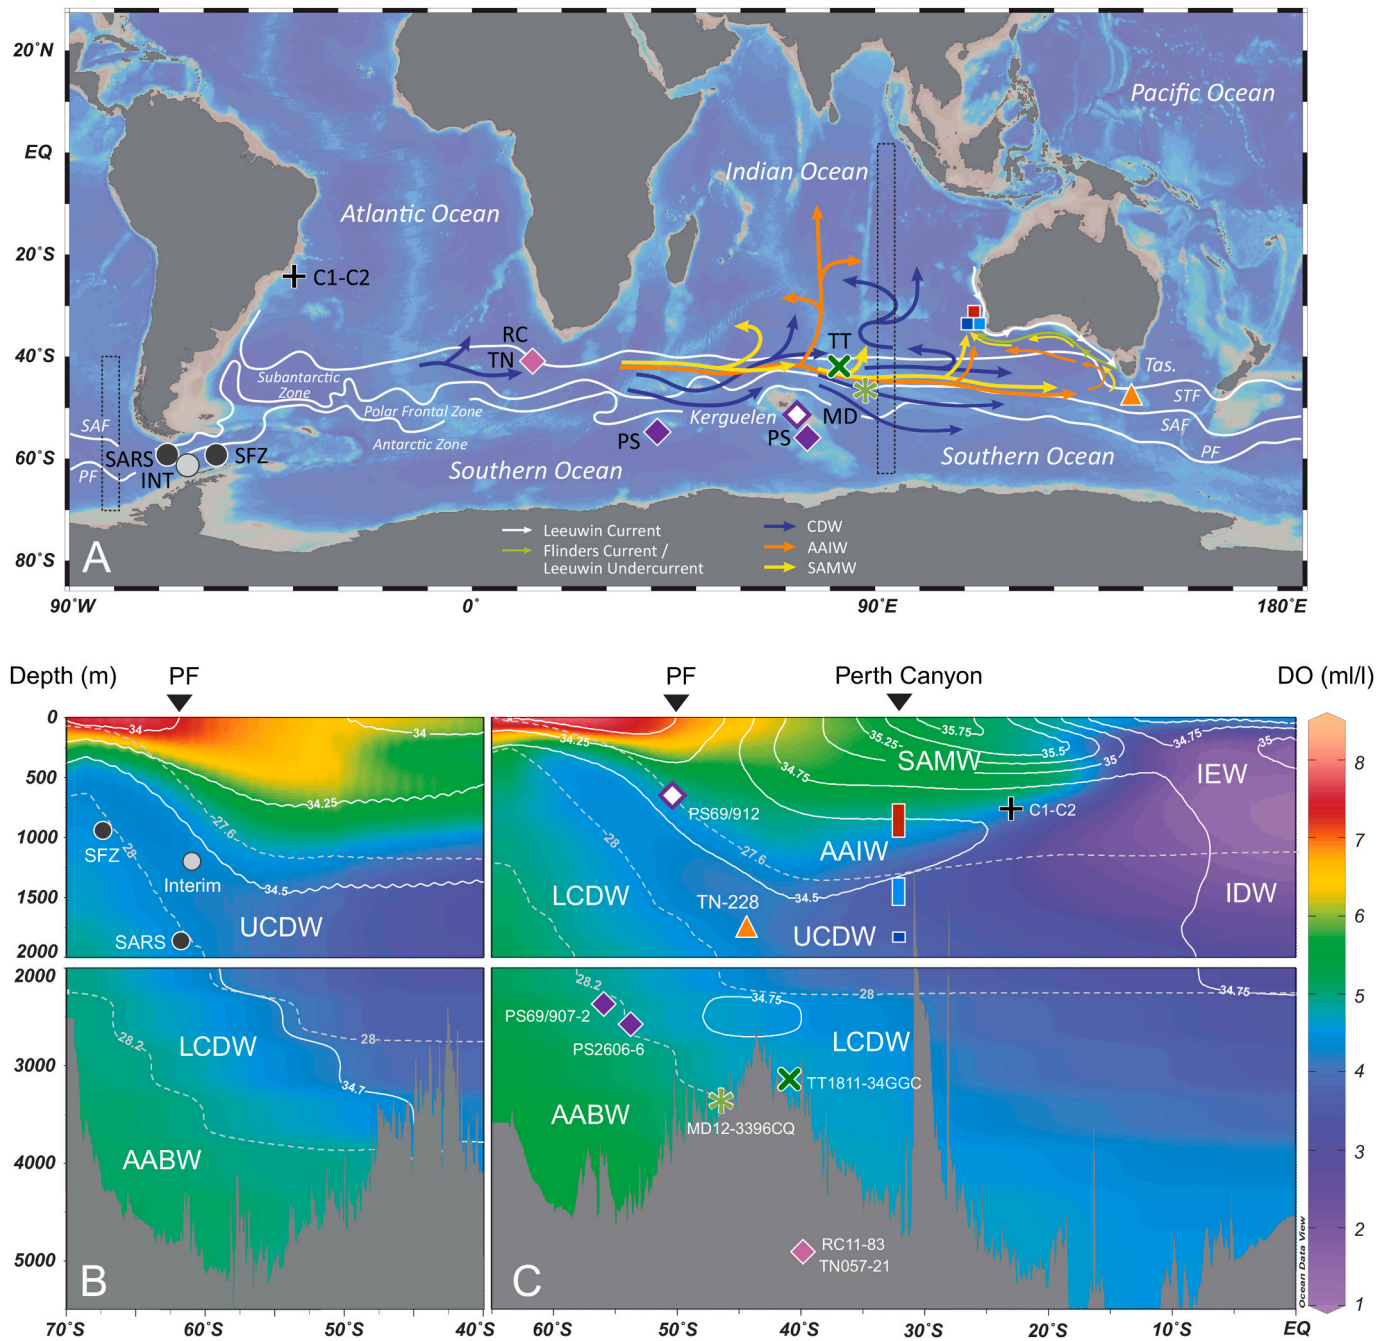 20°N
EQ
20°S
40°S
60°S
80°S
90°W
0°
90°E
180°E
Pacific Ocean
Indian Ocean
Atlantic Ocean
C1-C2
RC
TN
TT
Tas.
Subantarctic
Zone
Polar Frontal Zone
Antarctic Zone
Kerguelen
MD
STF
SAF
SAF
PF
PF
PS
PS
SARS
SFZ
INT
Southern Ocean
Southern Ocean
Leeuwin Current
Flinders Current /
Leeuwin Undercurrent
CDW
AAIW
SAMW
A
Depth (m)
PF
PF
Perth Canyon
DO (ml/l)
0
500
1000
1500
2000
2000
3000
4000
5000
34
34
34.25
27.6
28
34.5
SFZ
Interim
SARS
UCDW
LCDW
28
28.2
34.7
AABW
B
70°S
60°S
50°S
40°S
34.25
34.75
35.25
35.75
35.5
35
34.75
35
SAMW
IEW
PS69/912
C1-C2
28
27.6
AAIW
LCDW
34.5
IDW
TN-228
UCDW
28.2
34.75
28
34.75
PS69/907-2
PS2606-6
LCDW
TT1811-34GGC
AABW
MD12-3396CQ
RC11-83
TN057-21
C
60°S
50°S
40°S
30°S
20°S
10°S
EQ
8
7
6
5
4
3
2
1
Ocean Data View